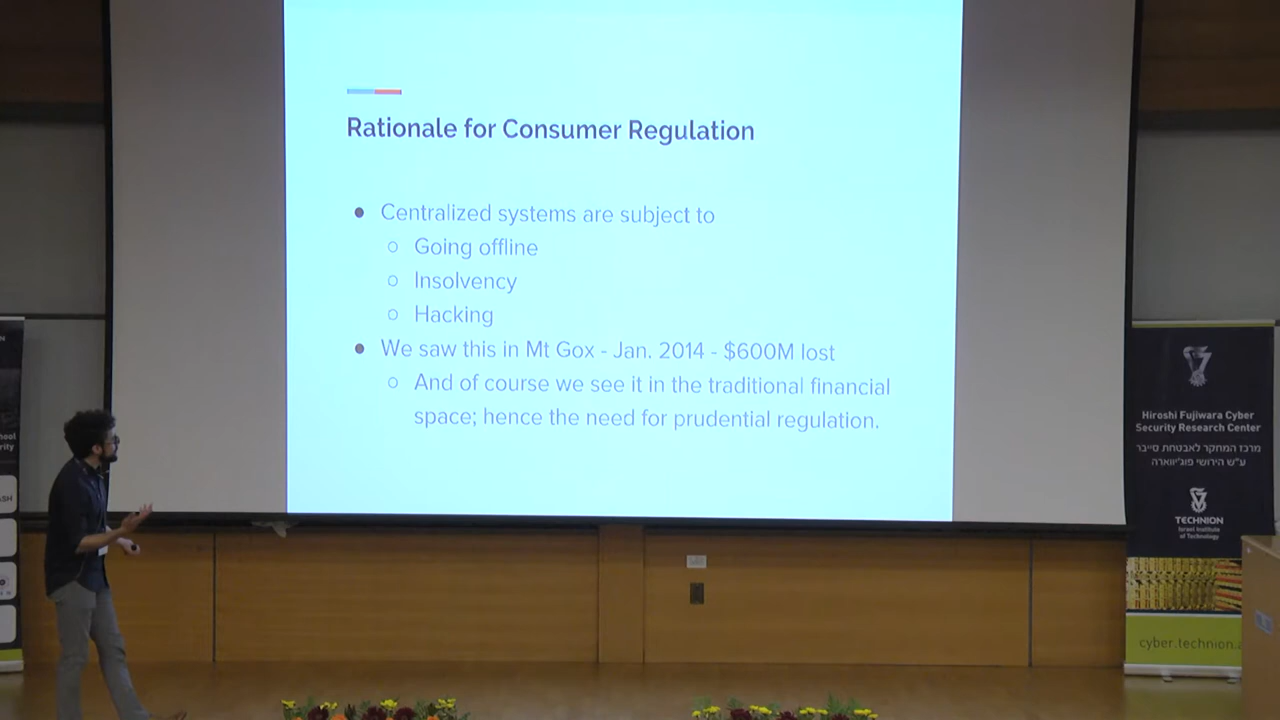 Rationale for Consumer Regulation
● Centralized systems are subject to
○ Going offline
○ Insolvency
○ Hacking
● We saw this in Mt Gox - Jan. 2014 - $600M lost
○ And of course we see it in the traditional financial
space; hence the need for prudential regulation.
Hiroshi Fujiwara Cyber
Security Research Center
מרכז המחקר לאבטחת סייבר
ע"ש הירושי פוג'יווארה
TECHNION
Israel Institute
of Technology
cyber.technion.